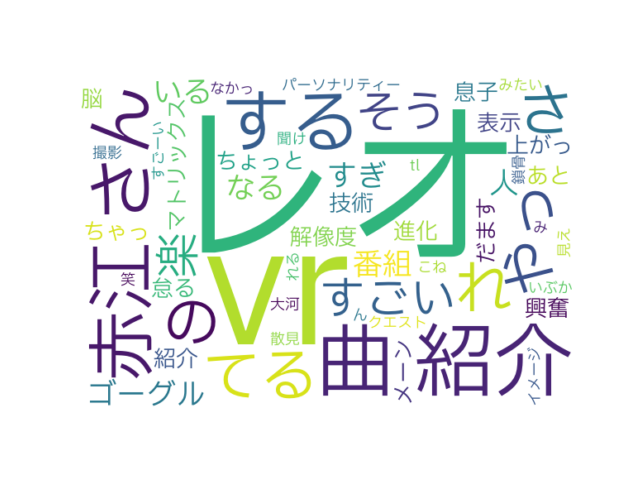 なかっ
パーソナリティー
みたい
脳
いる
する
そう
息子
さ
さん
レオ
表示
聞け
上がっ
撮影
すごーい
マトリックス
ちょっと
すぎ
tl
鎖骨
人
あと
なる
技術
やっ
ちゃっ
楽
vr
解像度
進化
だます
み
見え
赤江
の
番組
こね
れ
怠る
れる
すごい
いぶか
笑
大河
ん
クエスト
興奮
紹介
てる
曲
紹介
散見
メーン
イメージ
ゴーグル